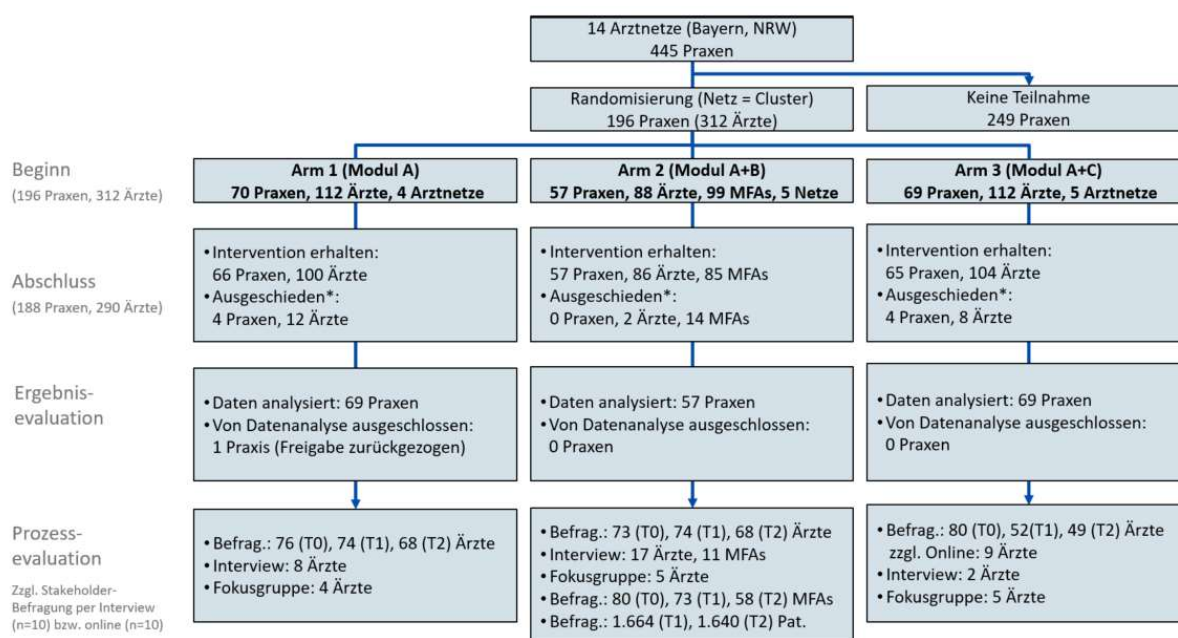 14 Arztnetze (Bayern, NRW)
445 Praxen
Randomisierung (Netz = Cluster)
196 Praxen (312 Ärzte)
Keine Teilnahme
249 Praxen
Beginn
(196 Praxen, 312 Ärzte)
Arm 1 (Modul A)
70 Praxen, 112 Ärzte, 4 Arztnetze
Arm 2 (Modul A+B)
57 Praxen, 88 Ärzte, 99 MFAs, 5 Netze
Arm 3 (Modul A+C)
69 Praxen, 112 Ärzte, 5 Arztnetze
Abschluss
(188 Praxen, 290 Ärzte)
• Intervention erhalten:
66 Praxen, 100 Ärzte
• Ausgeschieden*:
4 Praxen, 12 Ärzte
• Intervention erhalten:
57 Praxen, 86 Ärzte, 85 MFAs
• Ausgeschieden*:
0 Praxen, 2 Ärzte, 14 MFAs
• Intervention erhalten:
65 Praxen, 104 Ärzte
• Ausgeschieden*:
4 Praxen, 8 Ärzte
Ergebnis-
evaluation
• Daten analysiert: 69 Praxen
• Von Datenanalyse ausgeschlossen:
1 Praxis (Freigabe zurückgezogen)
• Daten analysiert: 57 Praxen
• Von Datenanalyse ausgeschlossen:
0 Praxen
• Daten analysiert: 69 Praxen
• Von Datenanalyse ausgeschlossen:
0 Praxen
Prozess-
evaluation
Zzgl. Stakeholder-
Befragung per Interview
(n=10) bzw. online (n=10)
• Befrag.: 76 (T0), 74 (T1), 68 (T2) Ärzte
• Interview: 8 Ärzte
• Fokusgruppe: 4 Ärzte
• Befrag.: 73 (T0), 74 (T1), 68 (T2) Ärzte
• Interview: 17 Ärzte, 11 MFAs
• Fokusgruppe: 5 Ärzte
• Befrag.: 80 (T0), 73 (T1), 58 (T2) MFAs
• Befrag.: 1.664 (T1), 1.640 (T2) Pat.
• Befrag.: 80 (T0), 52(T1), 49 (T2) Ärzte
zzgl. Online: 9 Ärzte
• Interview: 2 Ärzte
• Fokusgruppe: 5 Ärzte